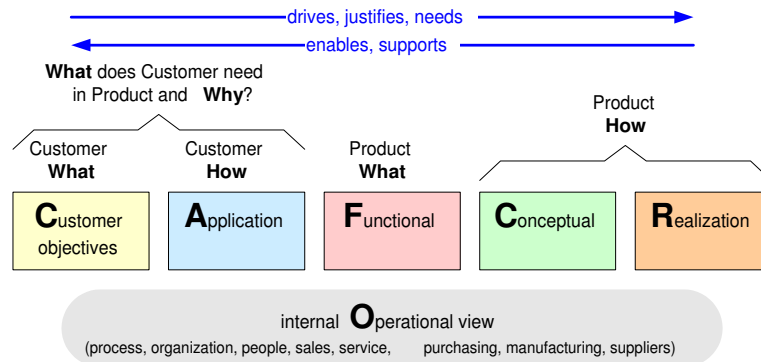 drives, justifies, needs
enables, supports
What does Customer need
in Product and Why?
Product
How
Customer
What
Customer
How
Product
What
Customer
objectives
Application
Functional
Conceptual
Realization
internal Operational view
(process, organization, people, sales, service, purchasing, manufacturing, suppliers)